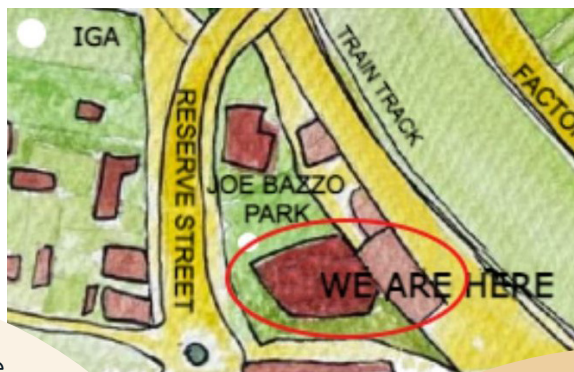 IGA
TRAIN TRACK
FACTO
RESERVE STREET
JOE BAZZO
PARK
WE ARE HERE
e